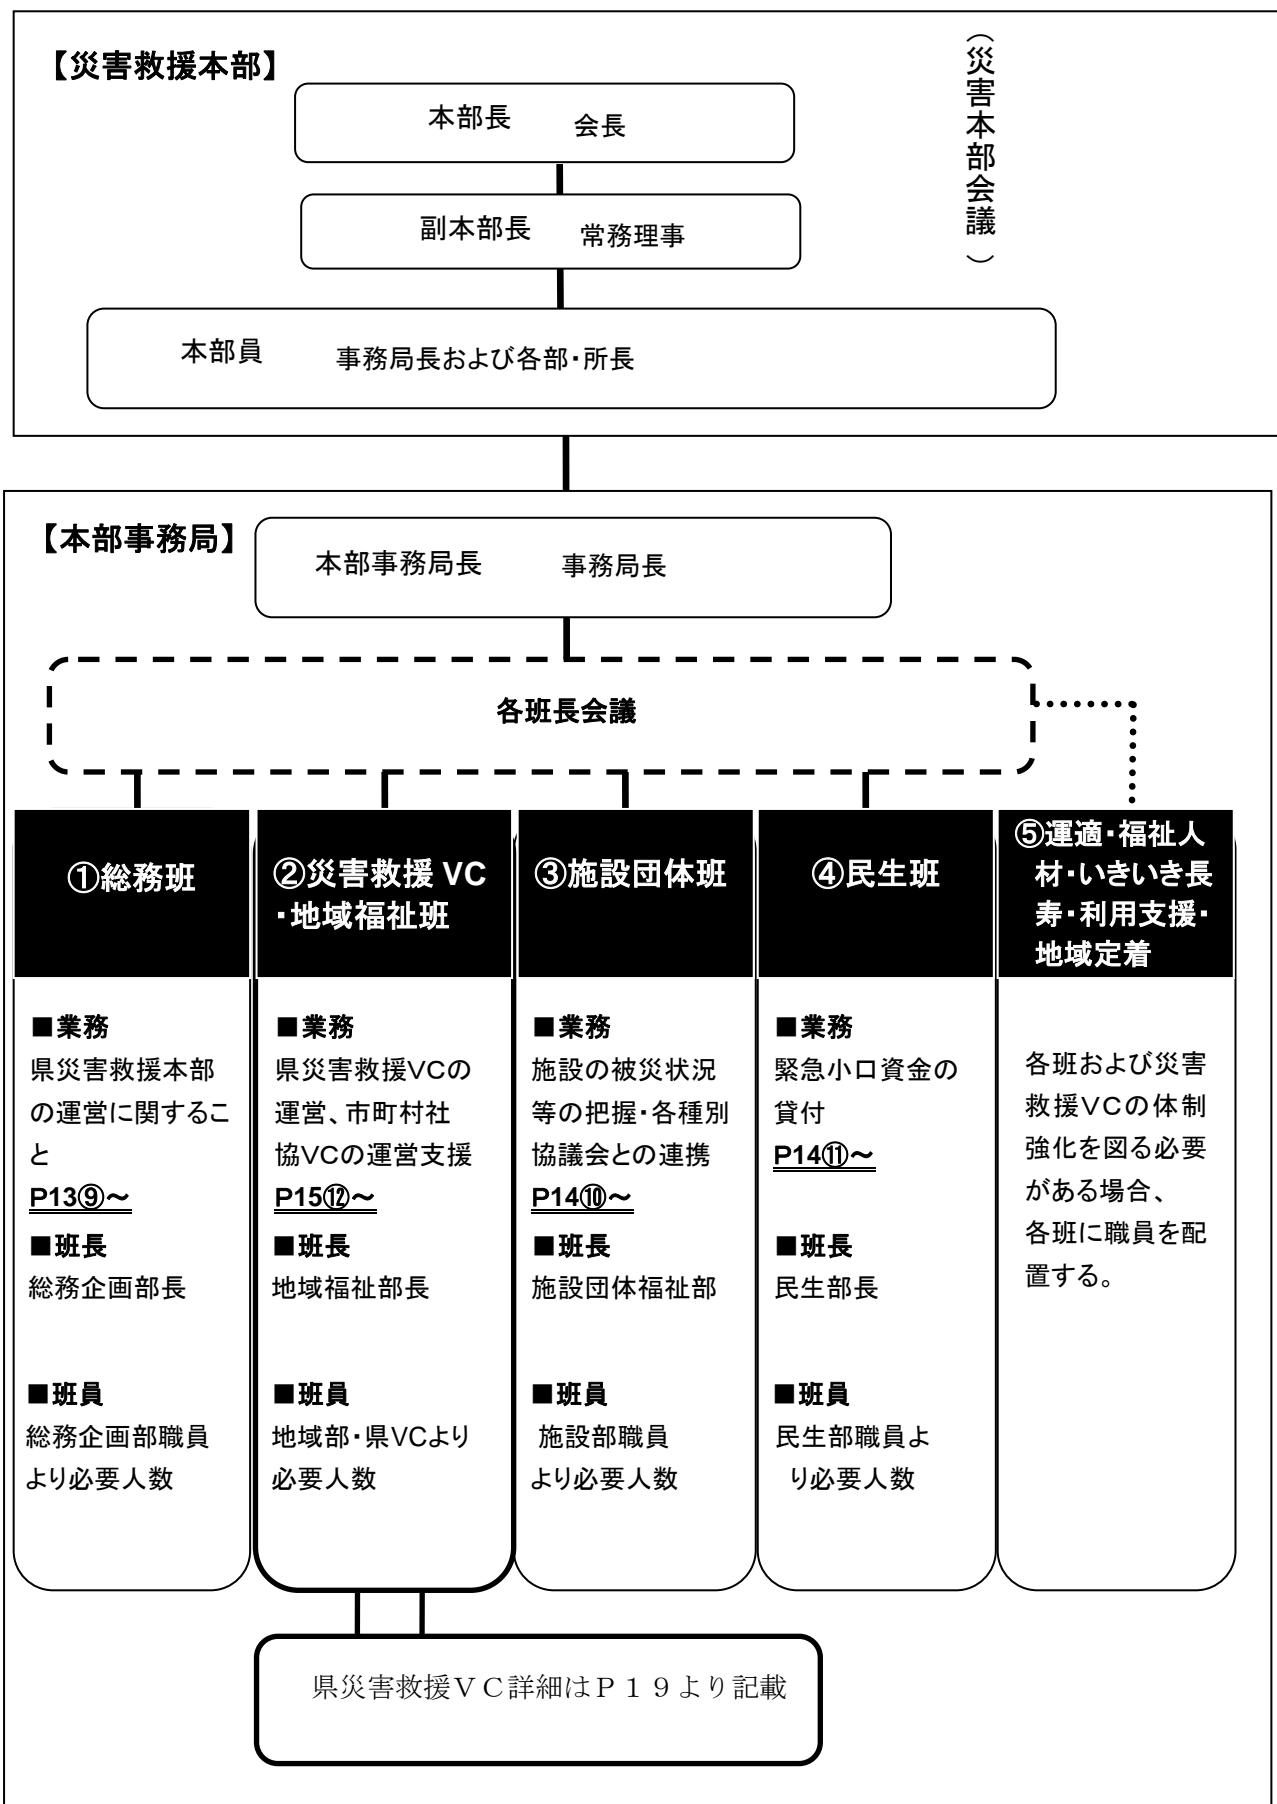 【災害救援本部】
(災害本部会議)
本部長 会長
副本部長 常務理事
本部員 事務局長および各部・所長
【本部事務局】
本部事務局長 事務局長
各班長会議
①総務班
■業務
県災害救援本部
の運営に関するこ
と
P13⑨～
■班長
総務企画部長
■班員
総務企画部職員
より必要人数
②災害救援 VC
・地域福祉班
■業務
県災害救援VCの
運営、市町村社
協VCの運営支援
P15⑫～
■班長
地域福祉部長
■班員
地域部・県VCより
必要人数
③施設団体班
■業務
施設の被災状況
等の把握・各種別
協議会との連携
P14⑩～
■班長
施設団体福祉部
■班員
施設部職員
より必要人数
④民生班
■業務
緊急小口資金の
貸付
P14⑪～
■班長
民生部長
■班員
民生部職員よ
り必要人数
⑤運適・福祉人
材・いきいき長
寿・利用支援・
地域定着
各班および災害
救援VCの体制
強化を図る必要
がある場合、
各班に職員を配
置する。
県災害救援ＶＣ詳細はＰ１９より記載